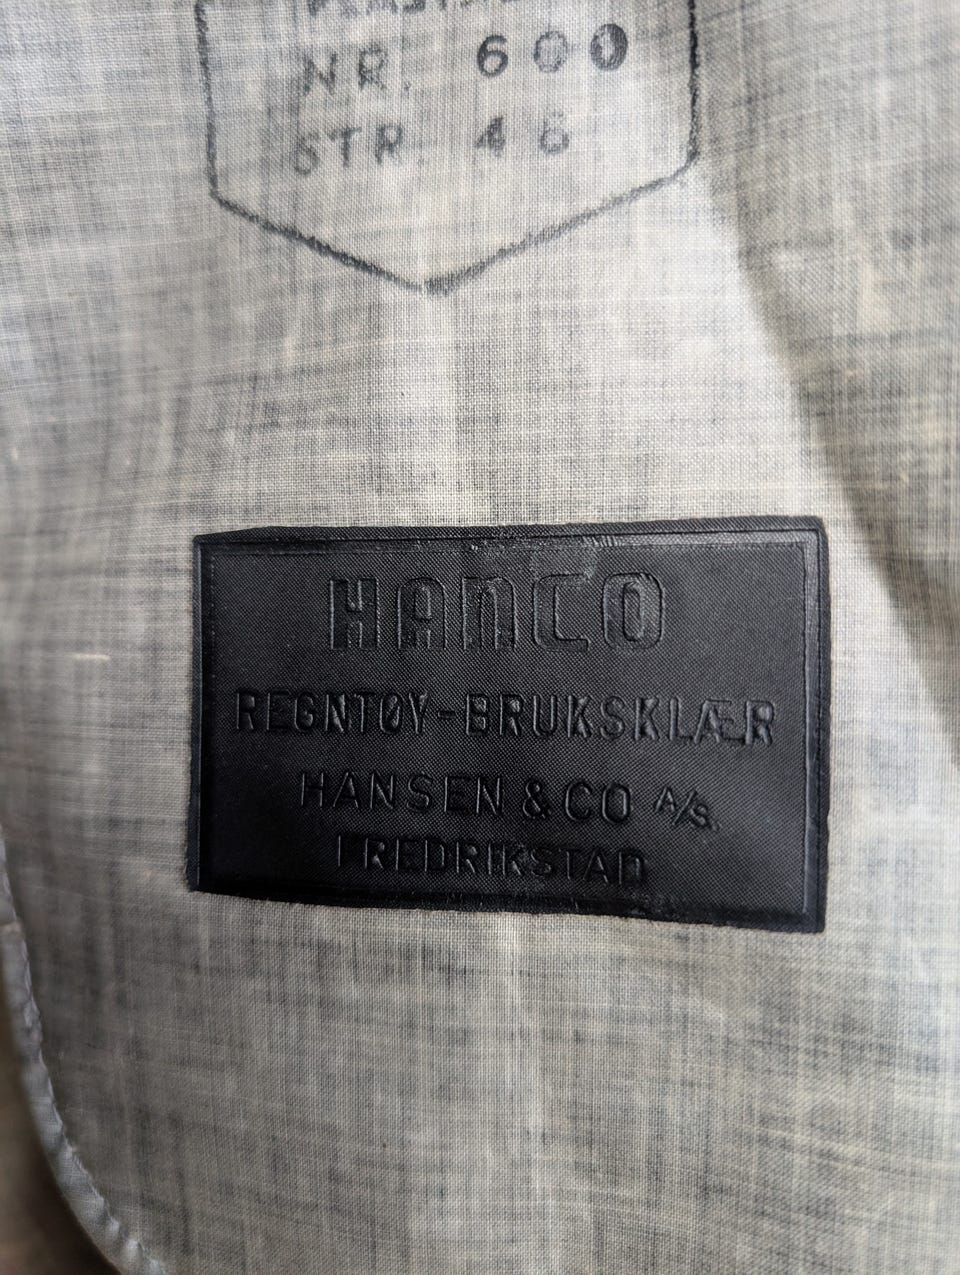 NR. 600
STR. 46
HANCO
REGNTØY-BRUKSKLÆR
HANSEN & CO A/S.
FREDRIKSTAD